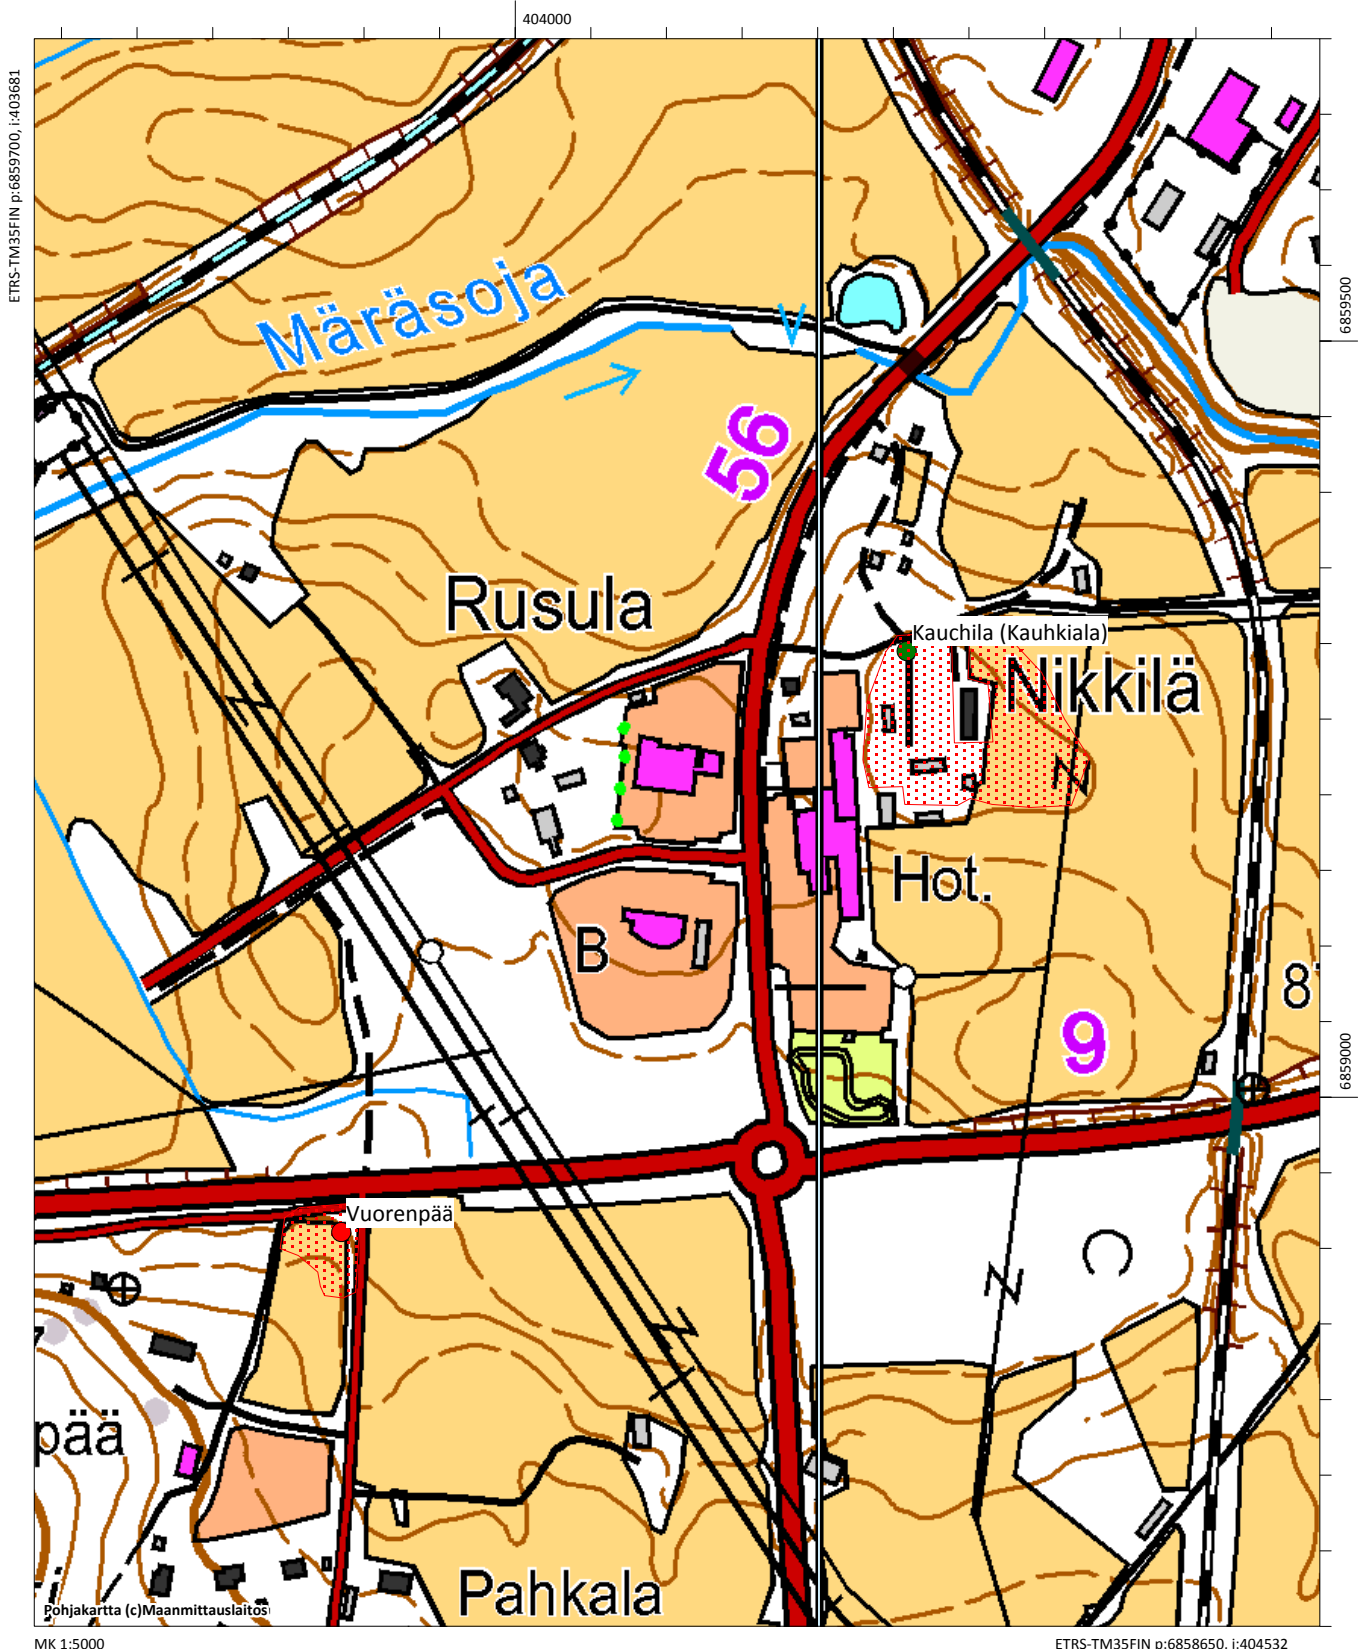 404000
ETRS-TM35FIN p:6859700, i:403681
6859500
Märäsoja
56
Rusula
Kauchila (Kauhkiala)
Nikkilä
Hot.
B
9
8
6859000
Vuorenpää
pää
Pahkala
Pohjakartta (c)Maanmittauslaitos
MK 1:5000
ETRS-TM35FIN p:6858650, i:404532